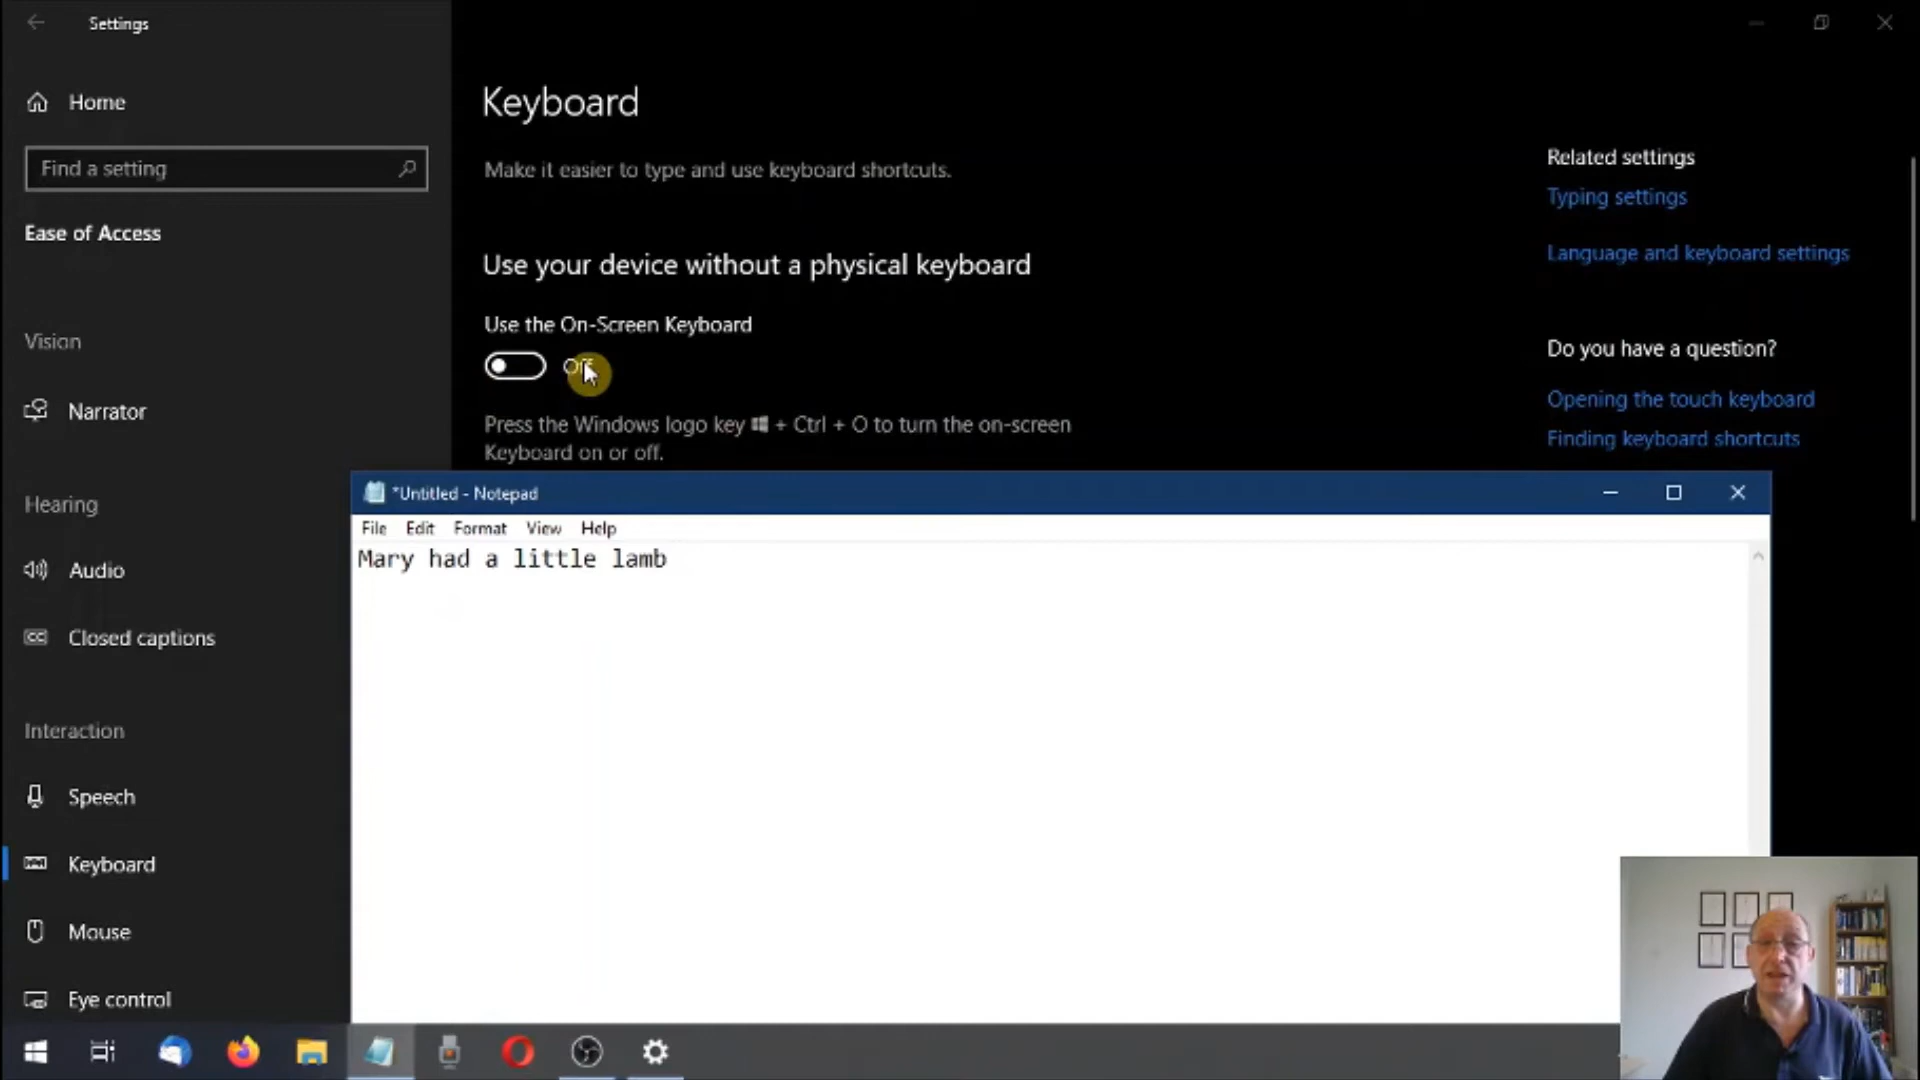 Settings
Home
Find a setting
Ease of Access
Vision
Narrator
Hearing
Audio
Closed captions
Interaction
Speech
Keyboard
Mouse
Eye control
Keyboard
Make it easier to type and use keyboard shortcuts.
Use your device without a physical keyboard
Use the On-Screen Keyboard
Off
Press the Windows logo key + Ctrl + O to turn the on-screen
Keyboard on or off.
Related settings
Typing settings
Language and keyboard settings
Do you have a question?
Opening the touch keyboard
Finding keyboard shortcuts
*Untitled - Notepad
File Edit Format View Help
Mary had a little lamb